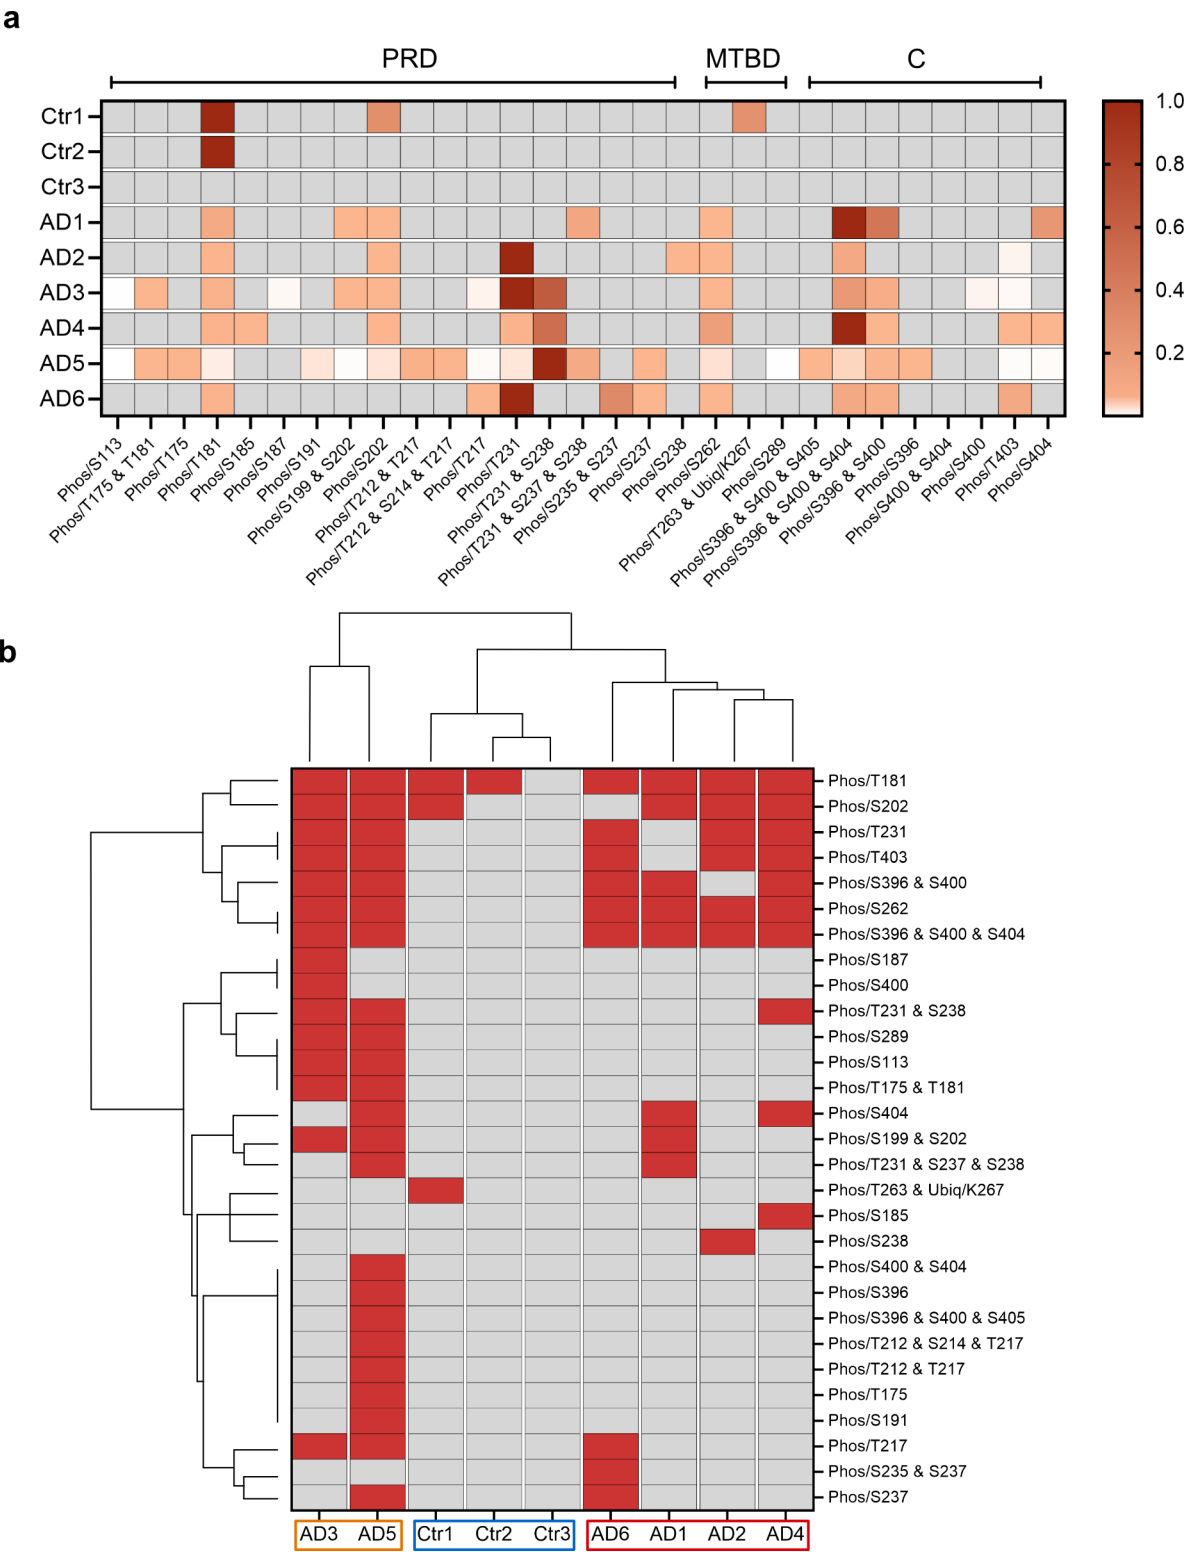 a
PRD
MTBD
C
Ctr1
Ctr2
Ctr3
AD1
AD2
AD3
AD4
AD5
AD6
1.0
0.8
0.6
0.4
0.2
Phos/S113
Phos/T175 & T181
Phos/T175
Phos/T181
Phos/S185
Phos/S187
Phos/S191
Phos/S199 & S202
Phos/S202
Phos/T212 & T217
Phos/T212 & S214 & T217
Phos/T217
Phos/T231
Phos/T231 & S238
Phos/T231 & S237 & S238
Phos/S235 & S237
Phos/S237
Phos/S238
Phos/S262
Phos/T263 & Ubiq/K267
Phos/S289
Phos/S396 & S400 & S405
Phos/S396 & S400 & S404
Phos/S396 & S400
Phos/S396
Phos/S400 & S404
Phos/S400
Phos/T403
Phos/S404
b
Phos/T181
Phos/S202
Phos/T231
Phos/T403
Phos/S396 & S400
Phos/S262
Phos/S396 & S400 & S404
Phos/S187
Phos/S400
Phos/T231 & S238
Phos/S289
Phos/S113
Phos/T175 & T181
Phos/S404
Phos/S199 & S202
Phos/T231 & S237 & S238
Phos/T263 & Ubiq/K267
Phos/S185
Phos/S238
Phos/S400 & S404
Phos/S396
Phos/S396 & S400 & S405
Phos/T212 & S214 & T217
Phos/T212 & T217
Phos/T175
Phos/S191
Phos/T217
Phos/S235 & S237
Phos/S237
AD3 AD5 Ctr1 Ctr2 Ctr3 AD6 AD1 AD2 AD4